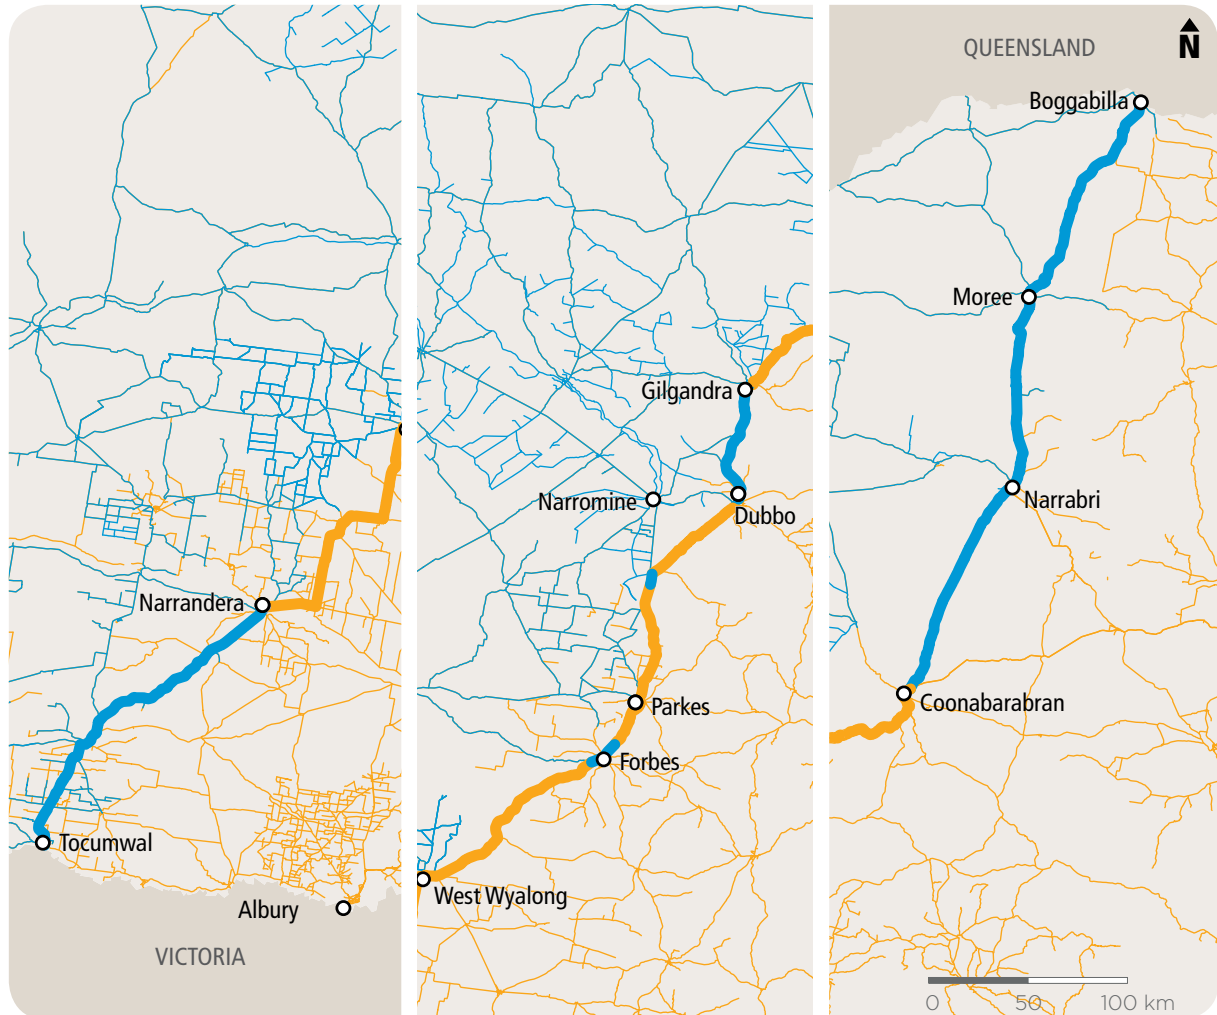 QUEENSLAND
N
Boggabilla
Moree
Gilgandra
Narrabri
Narromine
Dubbo
Narrandera
Coonabarabran
Parkes
Forbes
Tocumwal
West Wyalong
Albury
VICTORIA
0 50 100 km